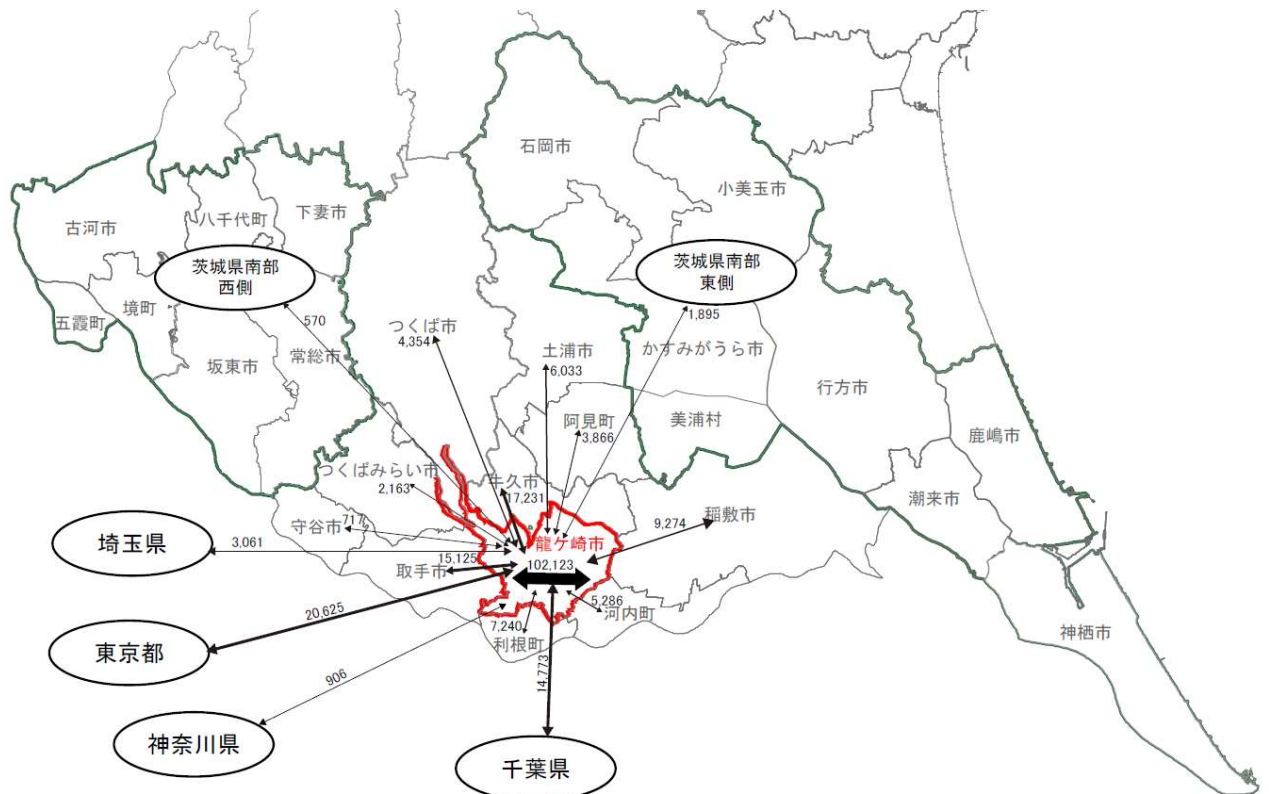 石岡市
小美玉市
古河市
八千代町
下妻市
茨城県南部
西側
茨城県南部
東側
五霞町
境町
570
つくば市
4,354
1,895
坂東市
常総市
土浦市
6,033
かすみがうら市
行方市
阿見町
3,866
美浦村
鹿嶋市
つくばみらい市
2,163
牛久市
17,231
潮来市
守谷市
717
稲敷市
9,274
埼玉県
3,061
龍ケ崎市
15,125
取手市
102,123
20,625
5,286
河内町
7,240
利根町
神栖市
東京都
906
14,773
神奈川県
千葉県